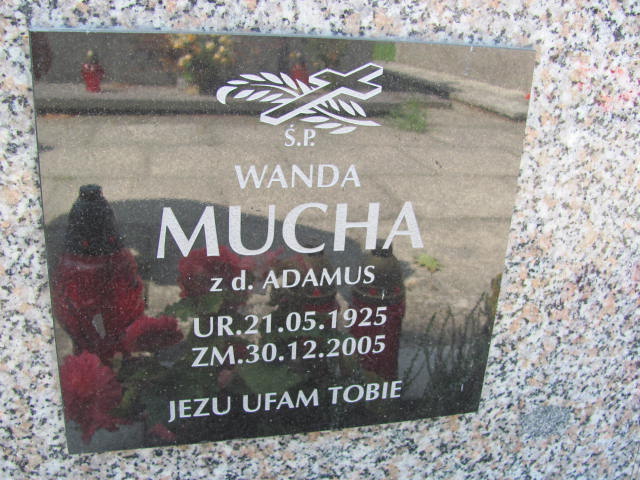 Ś.P.
WANDA
MUCHA
z d. ADAMUS
UR.21.05.1925
ZM.30.12.2005
JEZU UFAM TOBIE